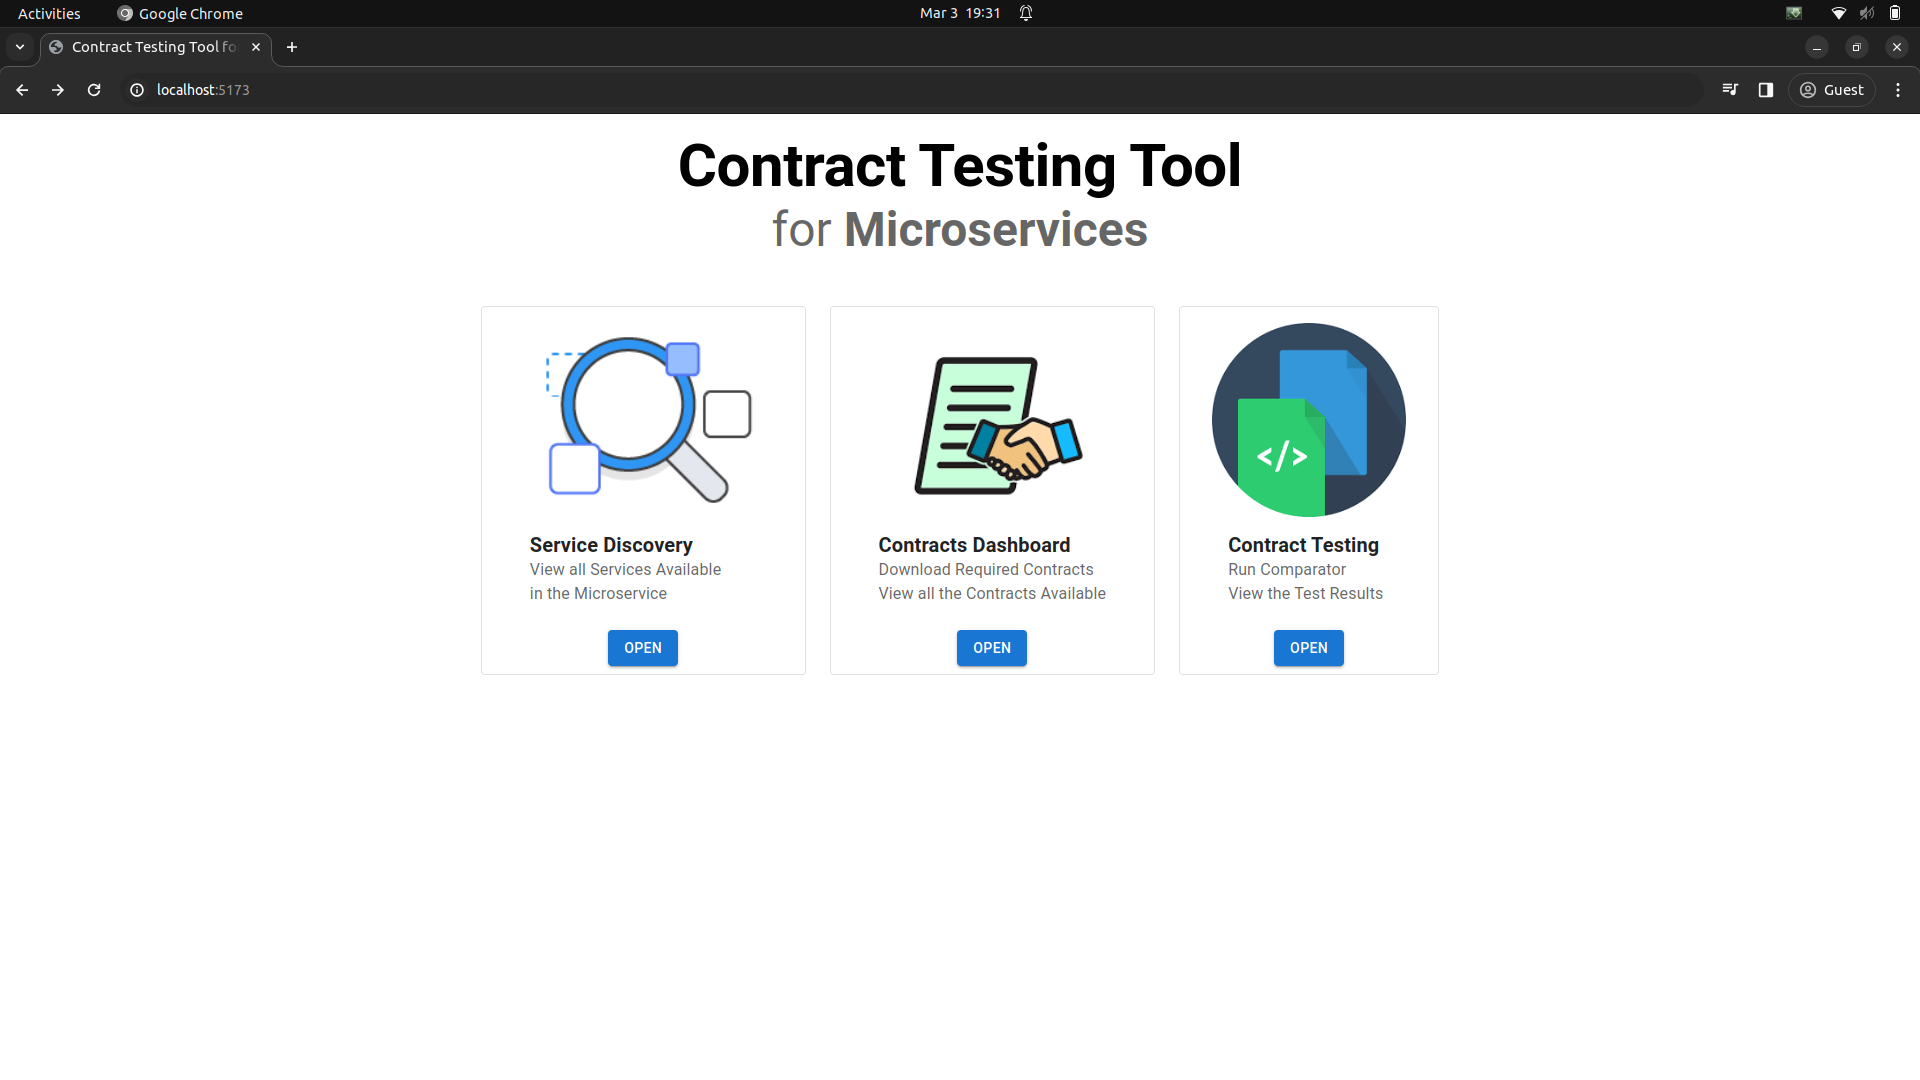 Activities
Google Chrome
Mar 3 19:31
Contract Testing Tool fo
localhost:5173
Guest
Contract Testing Tool
for Microservices
</>
Service Discovery
View all Services Available
in the Microservice
OPEN
Contracts Dashboard
Download Required Contracts
View all the Contracts Available
OPEN
Contract Testing
Run Comparator
View the Test Results
OPEN